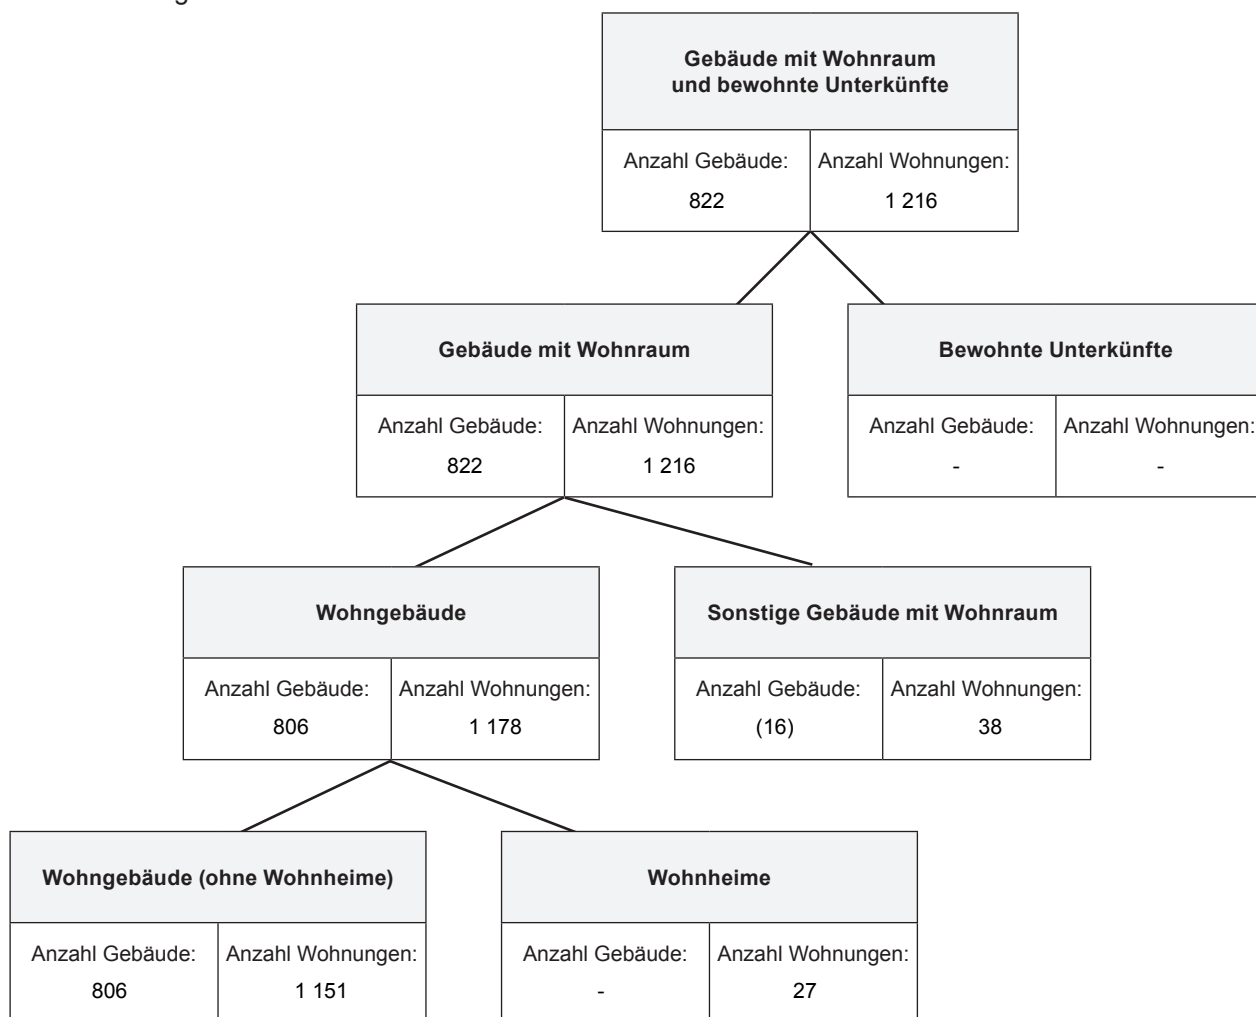 Gebäude mit Wohnraum
und bewohnte Unterkünfte
Anzahl Gebäude: Anzahl Wohnungen:
822 1 216
Gebäude mit Wohnraum Bewohnte Unterkünfte
Anzahl Gebäude: Anzahl Wohnungen: Anzahl Gebäude: Anzahl Wohnungen:
822 1 216 - -
Wohngebäude Sonstige Gebäude mit Wohnraum
Anzahl Gebäude: Anzahl Wohnungen: Anzahl Gebäude: Anzahl Wohnungen:
806 1 178 (16) 38
Wohngebäude (ohne Wohnheime) Wohnheime
Anzahl Gebäude: Anzahl Wohnungen: Anzahl Gebäude: Anzahl Wohnungen:
806 1 151 - 27